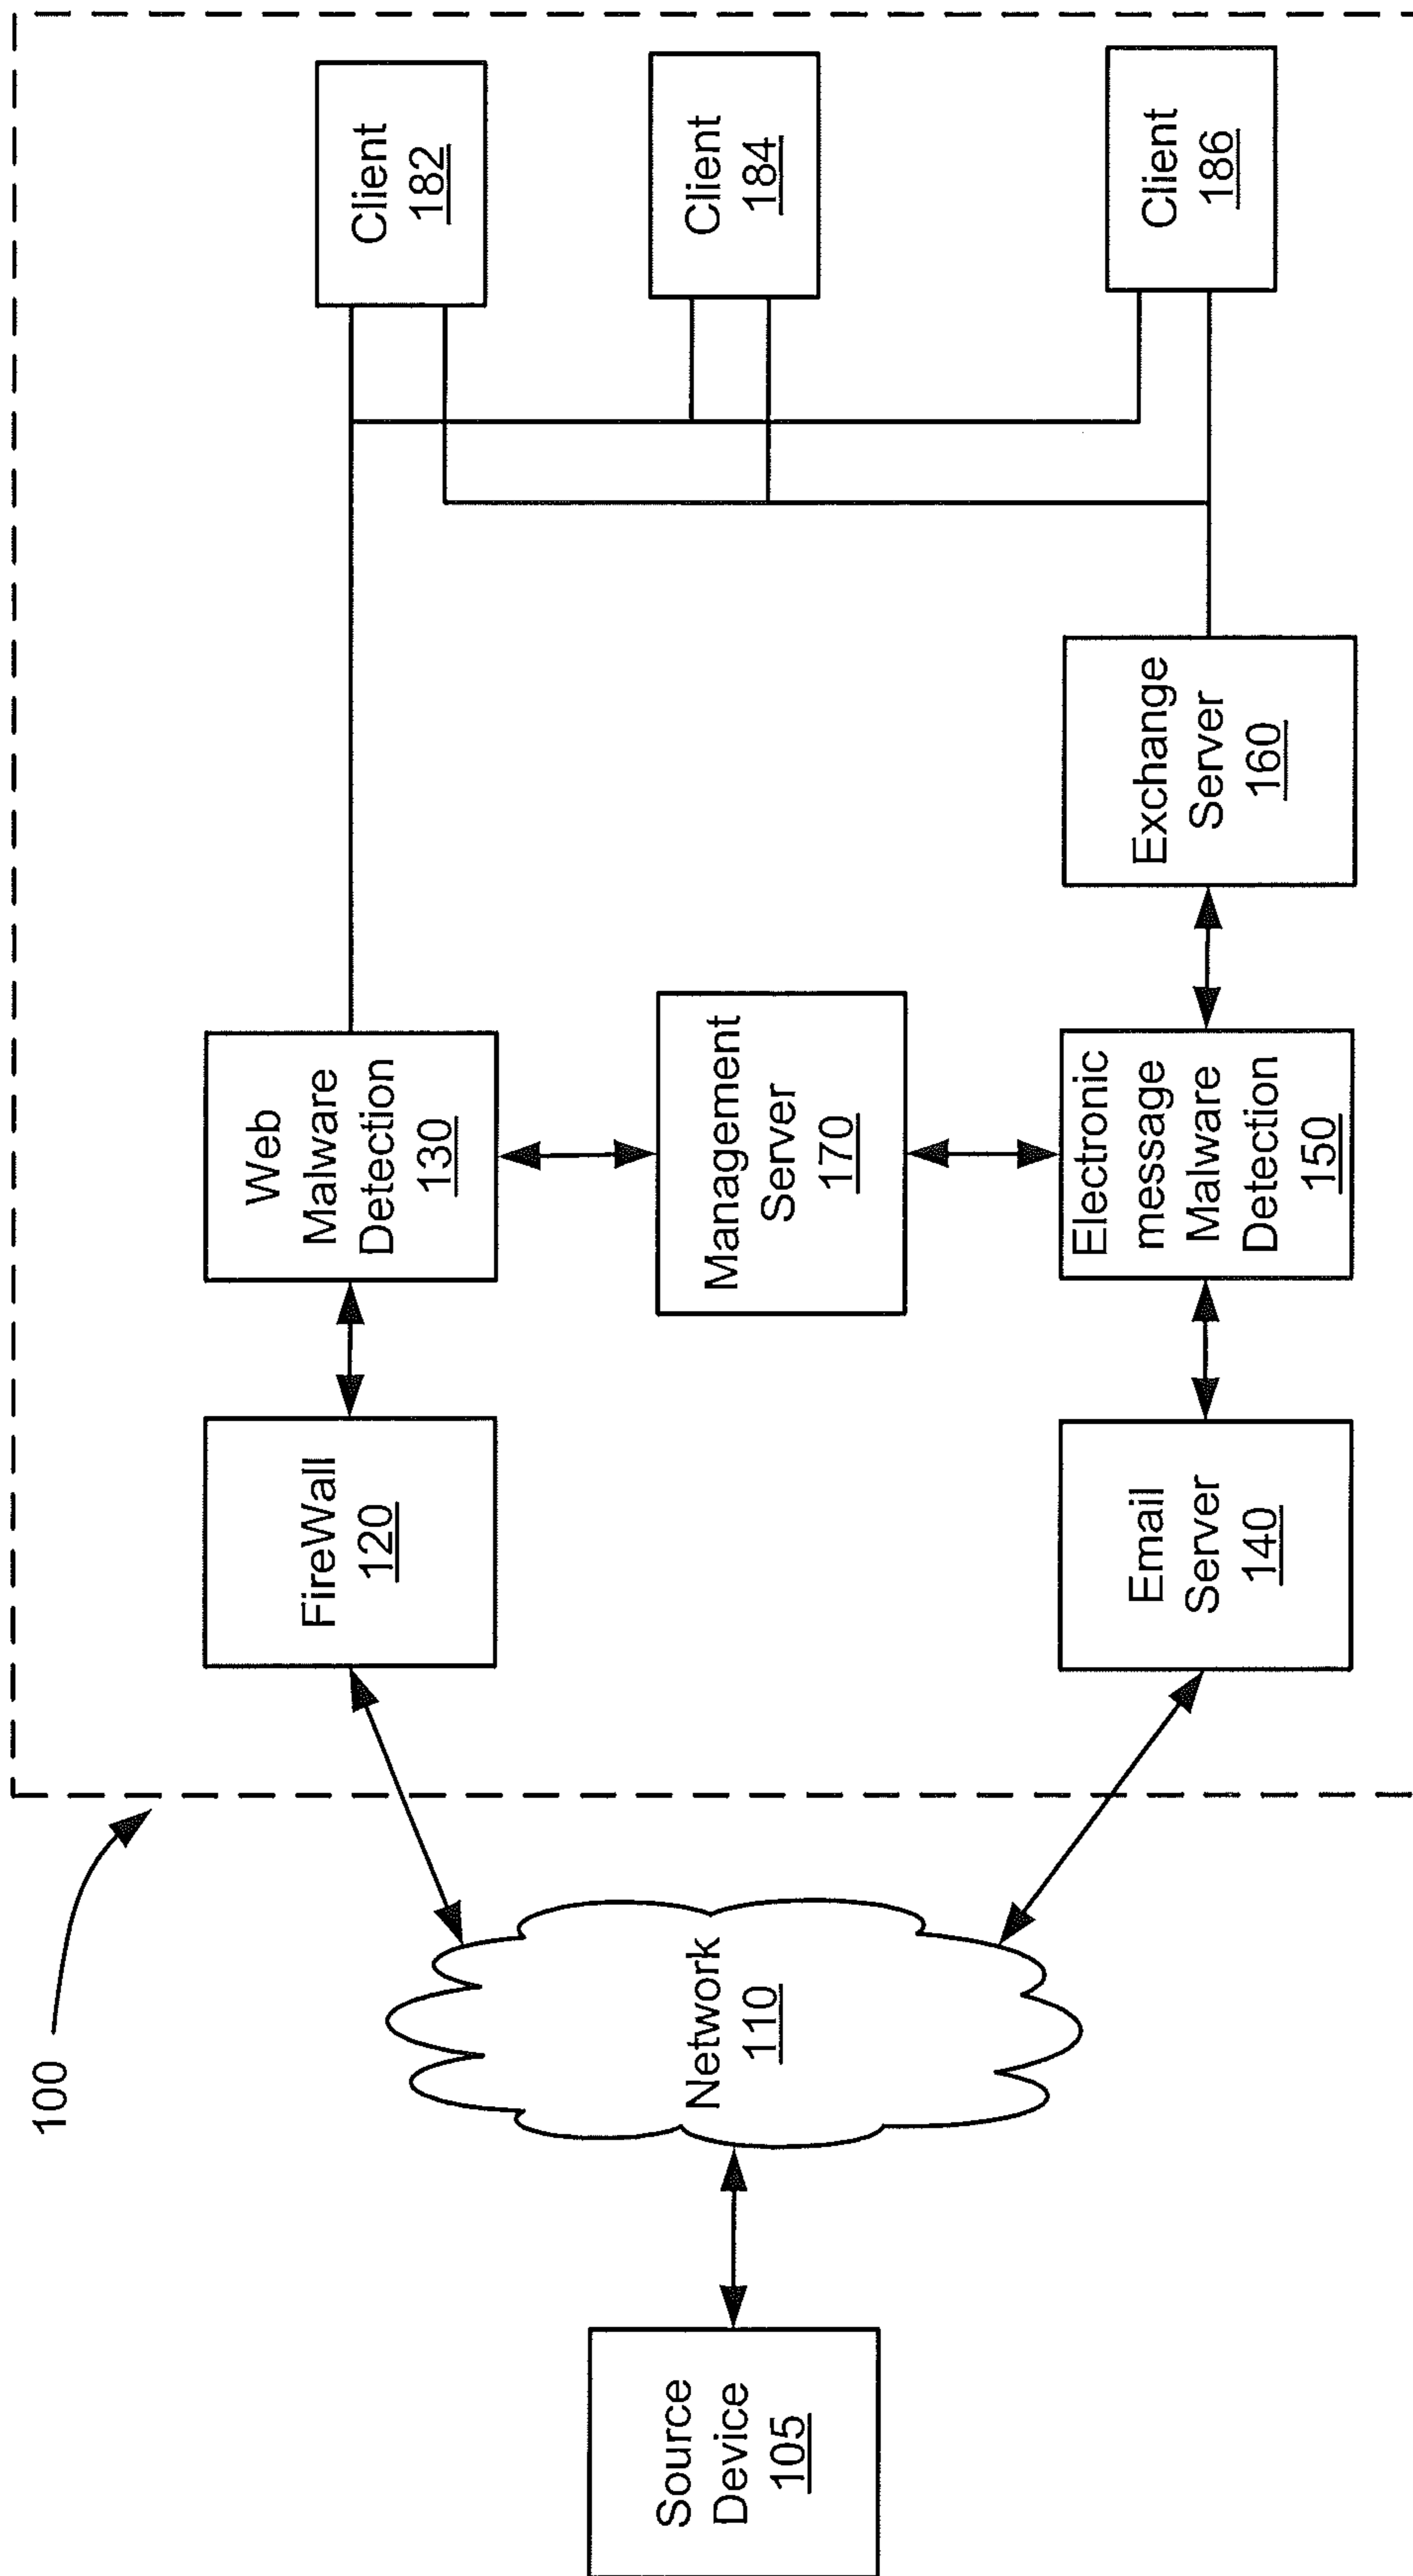 100
Source
Device
105
Network
110
FireWall
120
Email
Server
140
Web
Malware
Detection
130
Management
Server
170
Electronic
message
Malware
Detection
150
Exchange
Server
160
Client
182
Client
184
Client
186